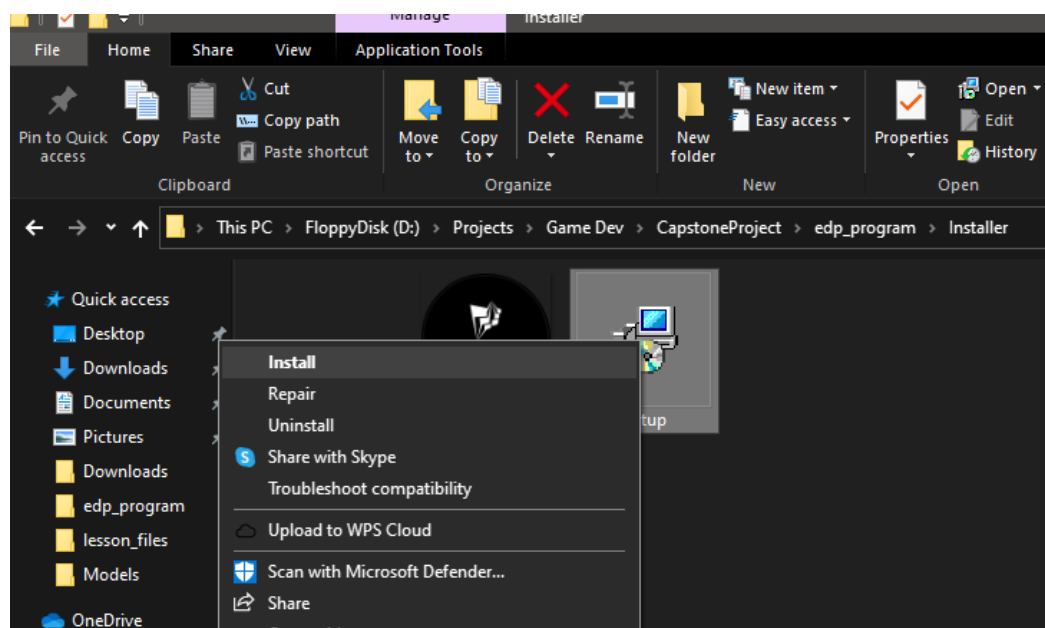 Manage
Installer
File
Home
Share
View
Application Tools
Pin to Quick
access
Copy
Paste
Cut
Copy path
Paste shortcut
Clipboard
Move
to
Copy
to
Delete
Rename
Organize
New
folder
New item
Easy access
New
Properties
Open
Edit
History
Open
This PC > FloppyDisk (D:) > Projects > Game Dev > CapstoneProject > edp_program > Installer
Quick access
Desktop
Downloads
Documents
Pictures
Downloads
edp_program
lesson_files
Models
OneDrive
tup
Install
Repair
Uninstall
S
Share with Skype
Troubleshoot compatibility
Upload to WPS Cloud
Scan with Microsoft Defender...
Share